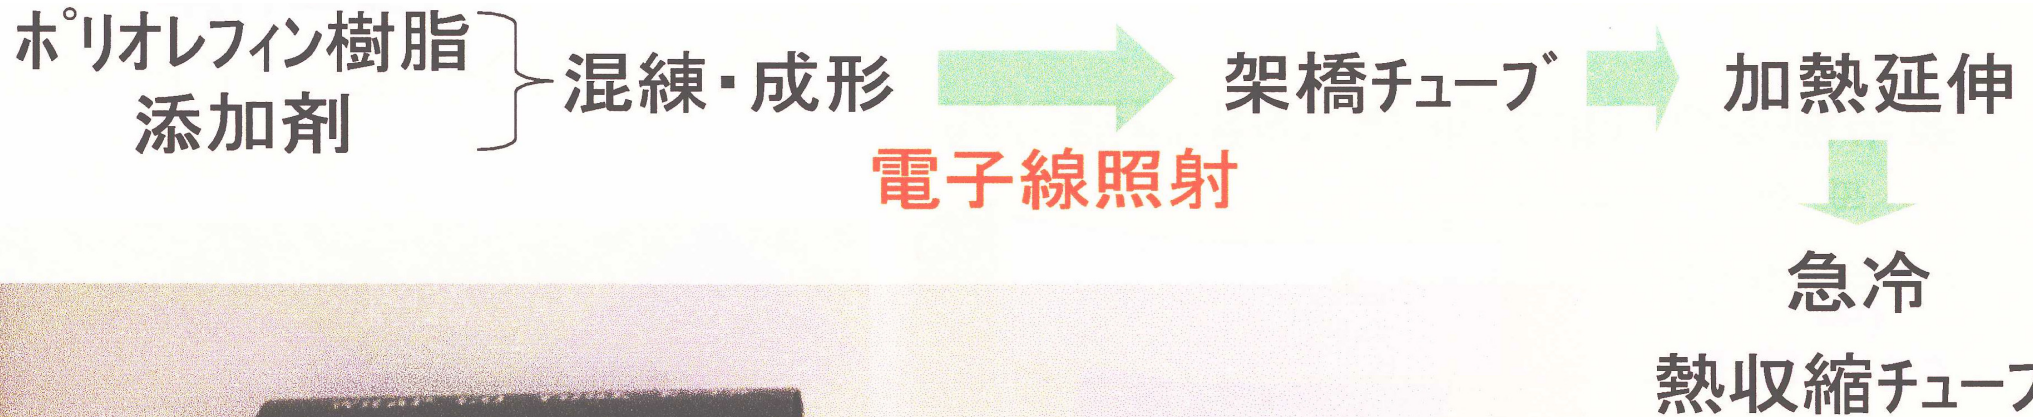 ポリオレフィン樹脂
添加剤
混練・成形
架橋チューブ
加熱延伸
電子線照射
急冷
熱収縮チューブ